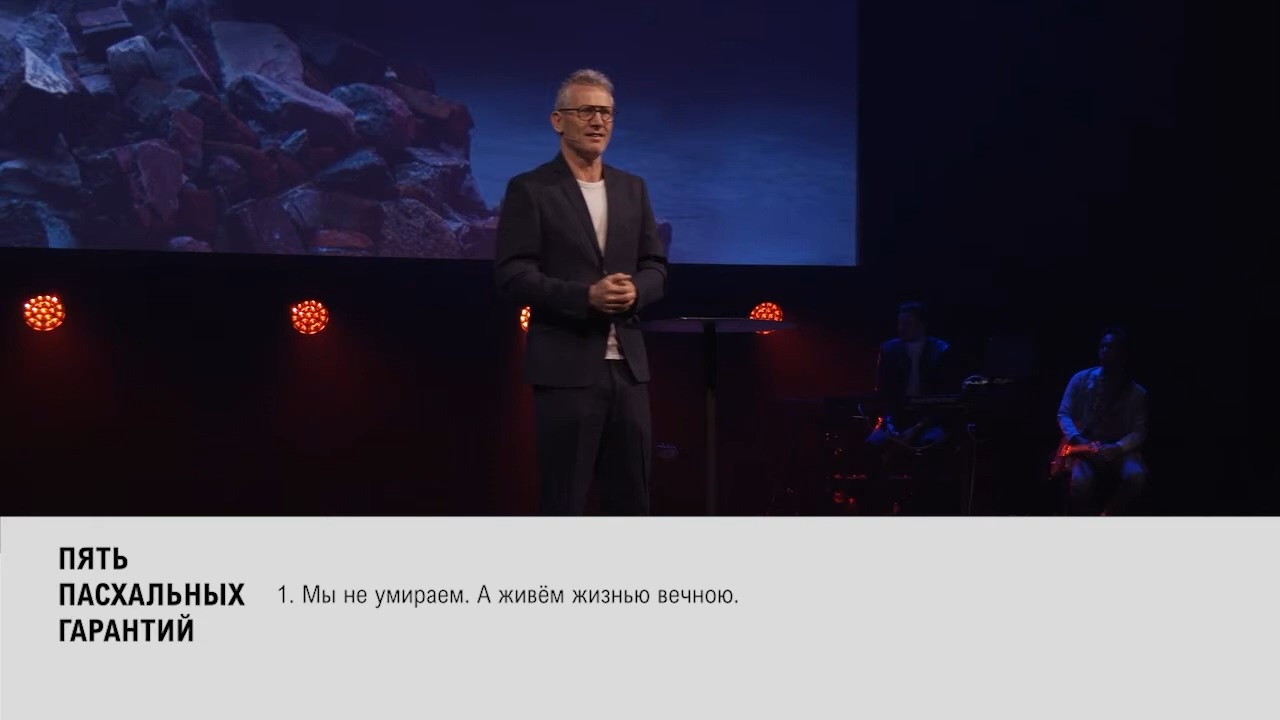 ПЯТЬ
ПАСХАЛЬНЫХ
ГАРАНТИЙ
1. Мы не умираем. А живём жизнью вечною.